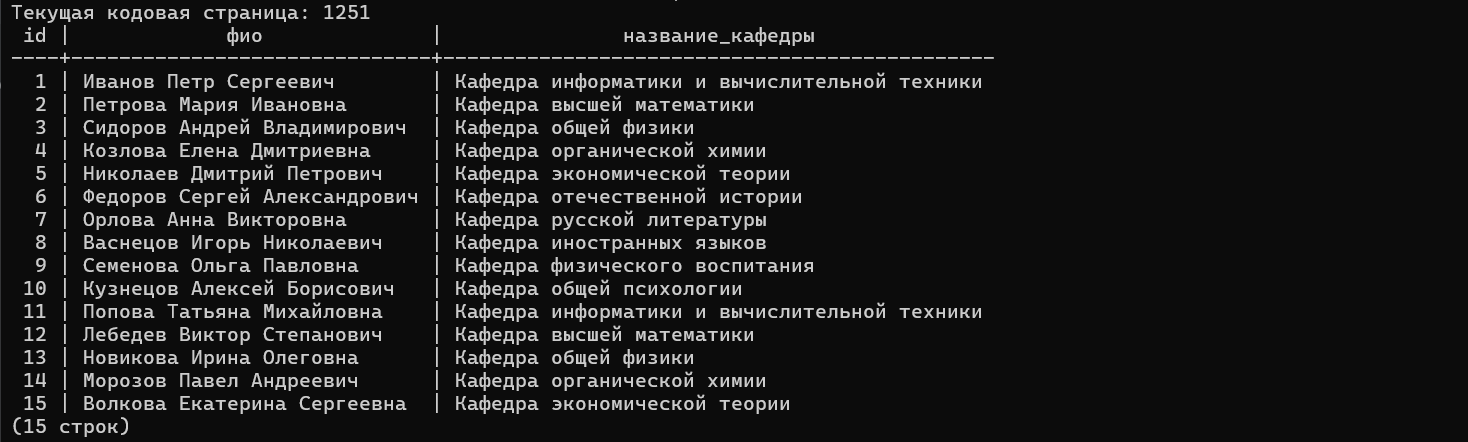 Текущая кодовая страница: 1251
 id |             фио              |               название_кафедры
----+------------------------------+----------------------------------------------
  1 | Иванов Петр Сергеевич        | Кафедра информатики и вычислительной техники
  2 | Петрова Мария Ивановна       | Кафедра высшей математики
  3 | Сидоров Андрей Владимирович  | Кафедра общей физики
  4 | Козлова Елена Дмитриевна     | Кафедра органической химии
  5 | Николаев Дмитрий Петрович    | Кафедра экономической теории
  6 | Федоров Сергей Александрович | Кафедра отечественной истории
  7 | Орлова Анна Викторовна       | Кафедра русской литературы
  8 | Васнецов Игорь Николаевич    | Кафедра иностранных языков
  9 | Семенова Ольга Павловна      | Кафедра физического воспитания
 10 | Кузнецов Алексей Борисович   | Кафедра общей психологии
 11 | Попова Татьяна Михайловна    | Кафедра информатики и вычислительной техники
 12 | Лебедев Виктор Степанович    | Кафедра высшей математики
 13 | Новикова Ирина Олеговна      | Кафедра общей физики
 14 | Морозов Павел Андреевич      | Кафедра органической химии
 15 | Волкова Екатерина Сергеевна  | Кафедра экономической теории
(15 строк)